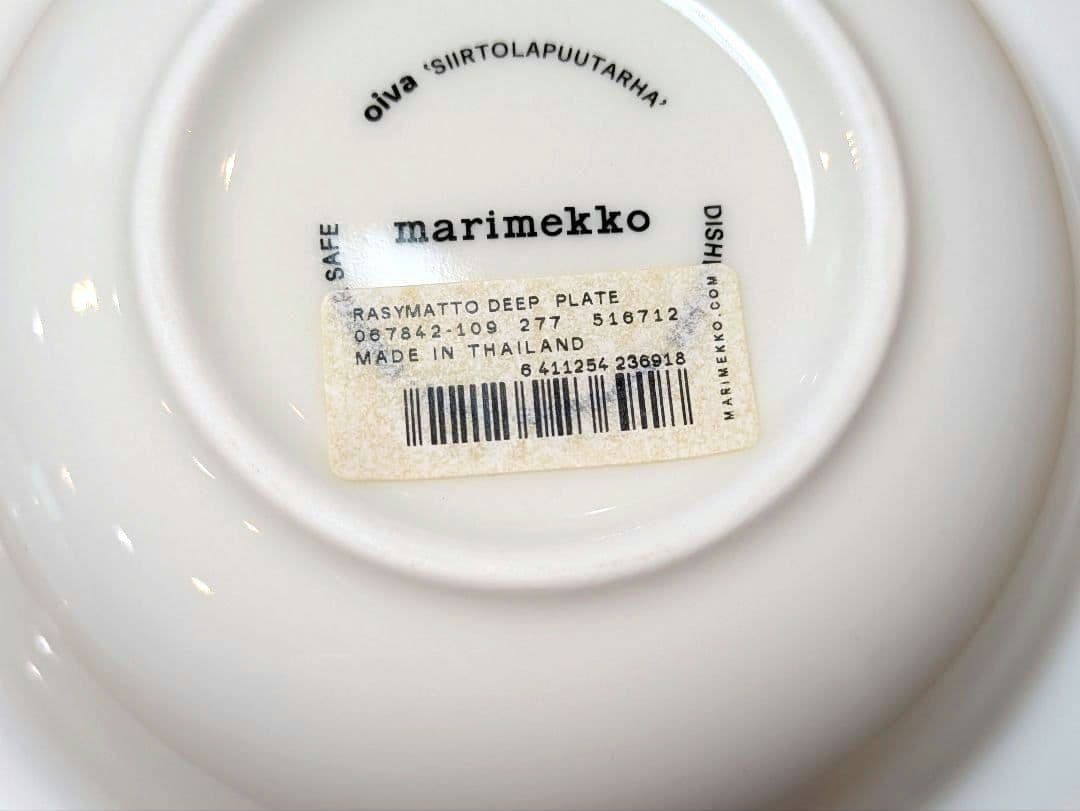 oiva 'SIIRTOLAPUUTARHA'
marimekko
SAFE
DISH
RASYMATTO DEEP PLATE
067842-109 277 516712
MADE IN THAILAND
6 411254 236918
MARIMEKKO.COM